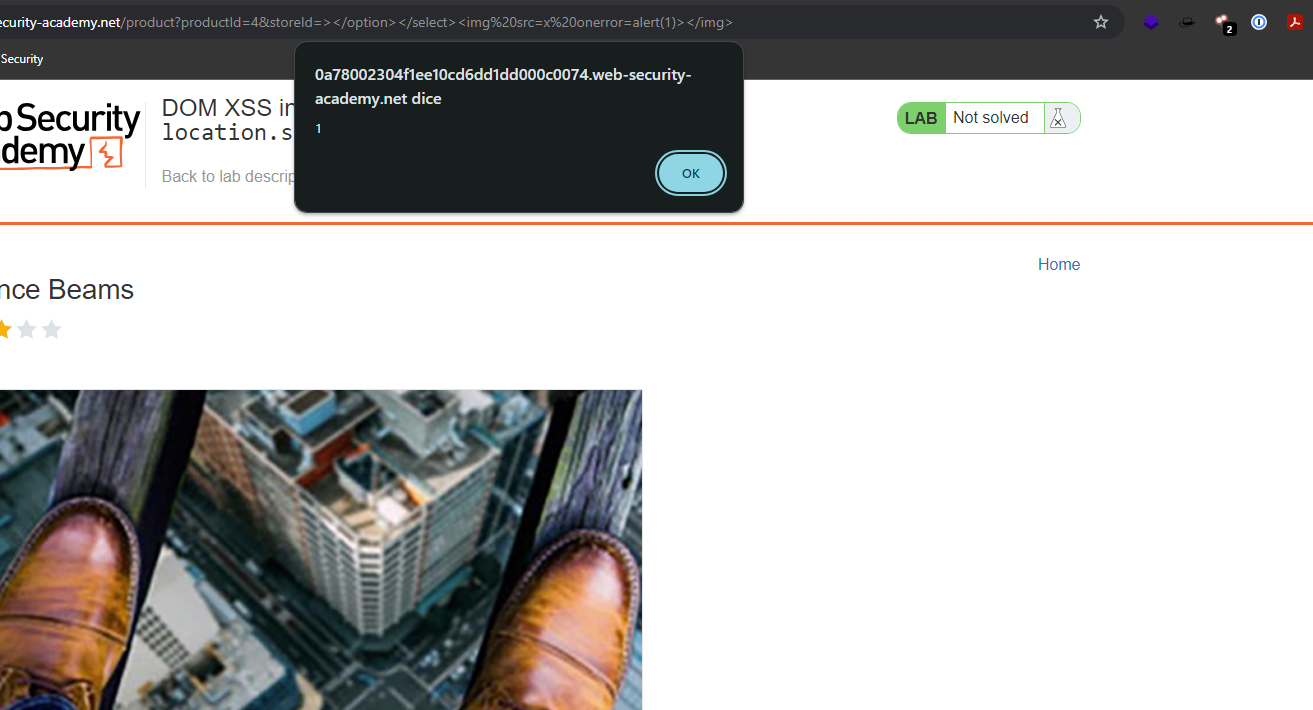 ecurity-academy.net/product?productId=4&storeId=></option></select><img%20src=x%20onerror=alert(1)></img>
2
Security
0a78002304f1ee10cd6dd1dd000c0074.web-security-
academy.net dice
1
OK
b Security
demy
DOM XSS in
location.s
Back to lab descrip
LAB Not solved
Home
nce Beams